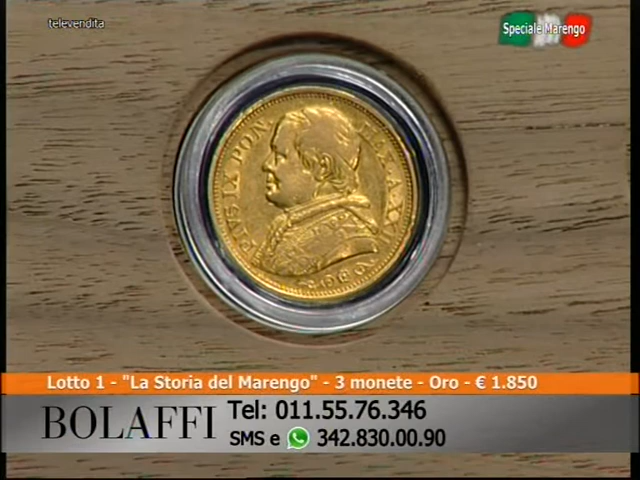 televendita
Speciale Marengo
PIVS IX PON MAX.A.XXII
Lotto 1 - "La Storia del Marengo" - 3 monete - Oro - € 1.850
BOLAFFI
Tel: 011.55.76.346
SMS e 342.830.00.90